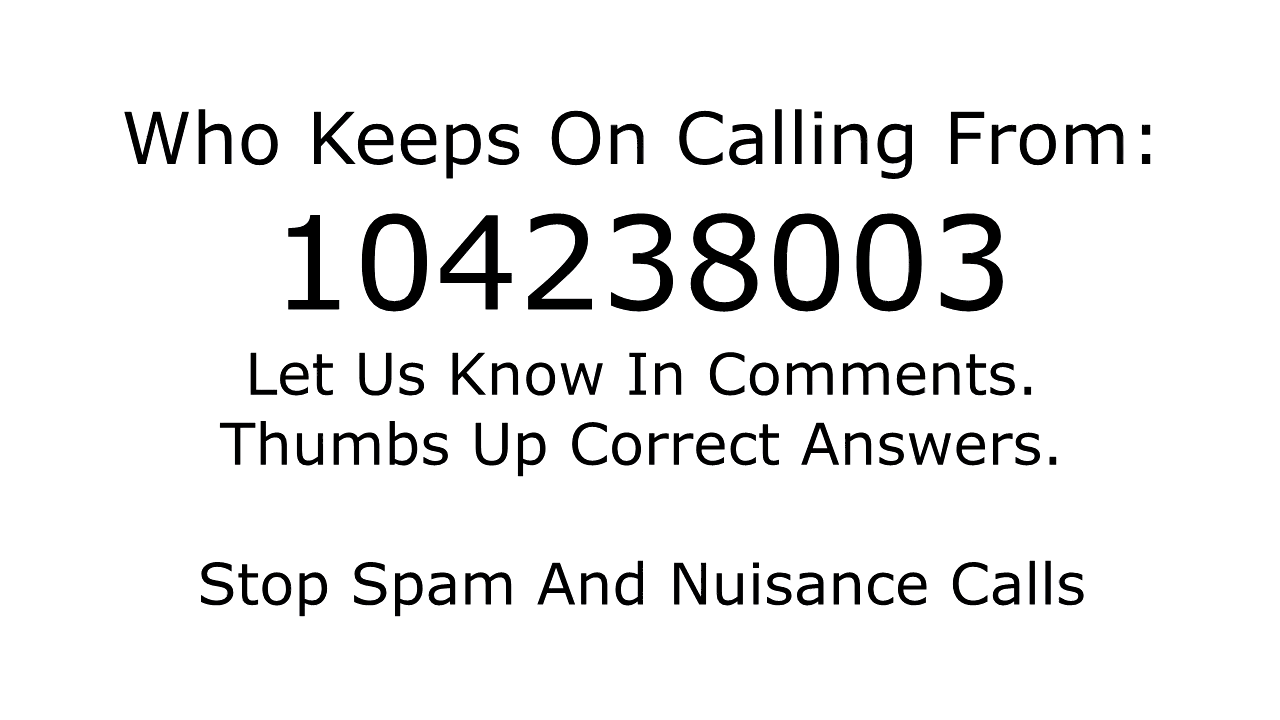 Who Keeps On Calling From:
104238003
Let Us Know In Comments.
Thumbs Up Correct Answers.
Stop Spam And Nuisance Calls